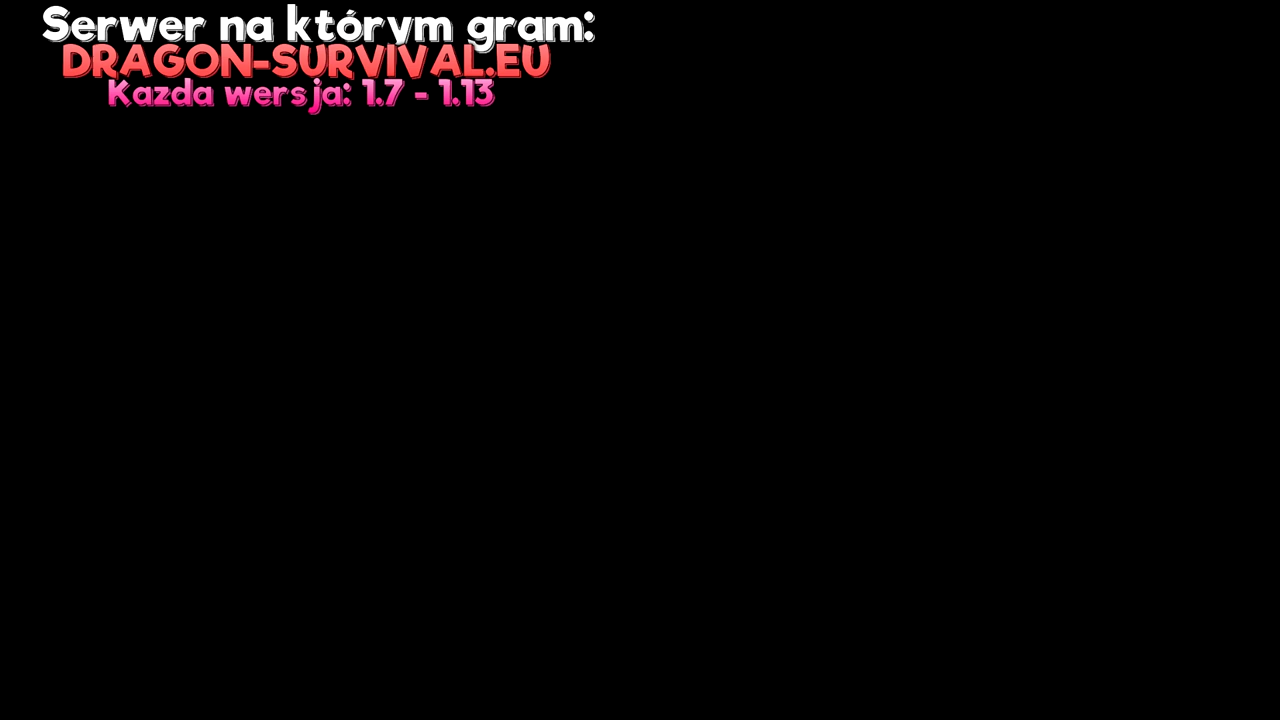 Serwer na którym gram:
DRAGON-SURVIVAL.EU
Kazda wersja: 1.7 - 1.13